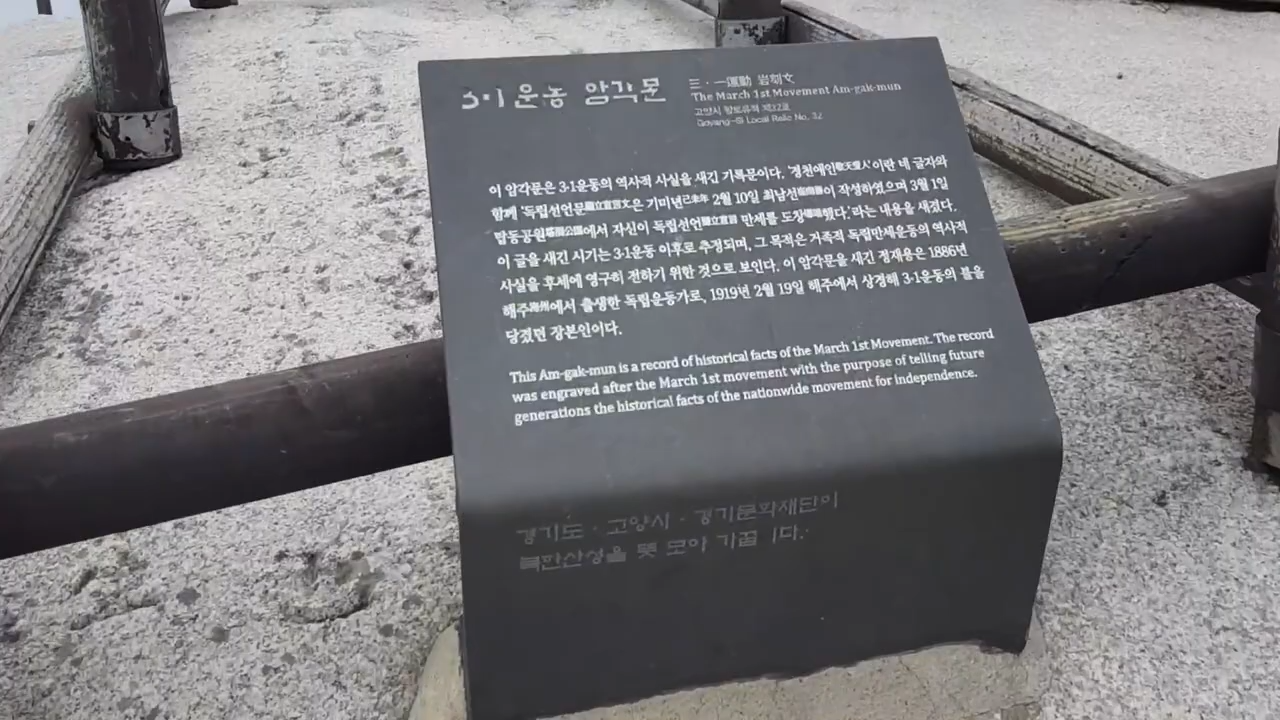 3·1 운동 암각문
三·一運動 岩刻文
The March 1st Movement Am-gak-mun
고양시 향토유적 제32호
Goyang-Si Local Relic No. 32
이 암각문은 3·1운동의 역사적 사실을 새긴 기록문이다. '경천애인敬天愛人'이란 네 글자와
함께 '독립선언문獨立宣言文은 기미년己未年 2월 10일 최남선崔南善이 작성하였으며 3월 1일
탑동공원塔洞公園에서 자신이 독립선언獨立宣言 만세를 도창했다.'라는 내용을 새겼다.
이 글을 새긴 시기는 3·1운동 이후로 추정되며, 그 목적은 거족적 독립만세운동의 역사적
사실을 후세에 영구히 전하기 위한 것으로 보인다. 이 암각문을 새긴 정재용은 1886년
해주海州에서 출생한 독립운동가로, 1919년 2월 19일 해주에서 상경해 3·1운동의 불을
당겼던 장본인이다.
This Am-gak-mun is a record of historical facts of the March 1st Movement. The record
was engraved after the March 1st movement with the purpose of telling future
generations the historical facts of the nationwide movement for independence.
경기도 · 고양시 · 경기문화재단이
북한산성을 뜻 모아